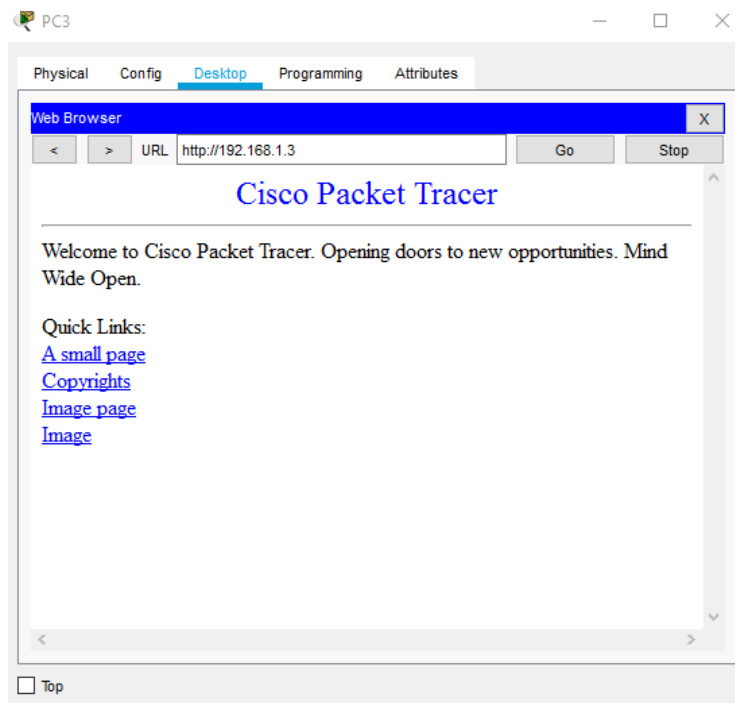 PC3
Physical Config Desktop Programming Attributes
Web Browser X
< > URL http://192.168.1.3 Go Stop
Cisco Packet Tracer
Welcome to Cisco Packet Tracer. Opening doors to new opportunities. Mind
Wide Open.
Quick Links:
A small page
Copyrights
Image page
Image
Top